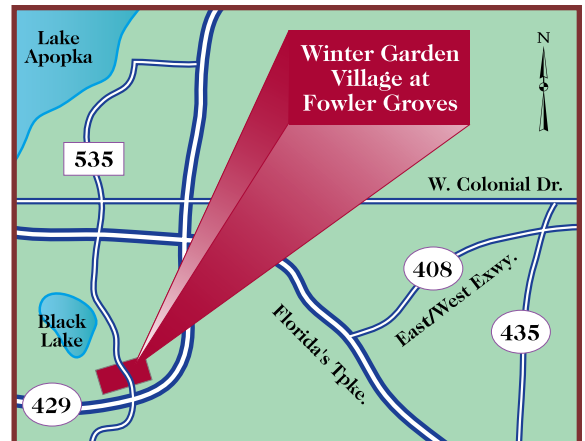 Lake
Apopka
Winter Garden
Village at
Fowler Groves
N
535
W. Colonial Dr.
408
East/West Exwy.
435
Florida's Tpke.
Black
Lake
429